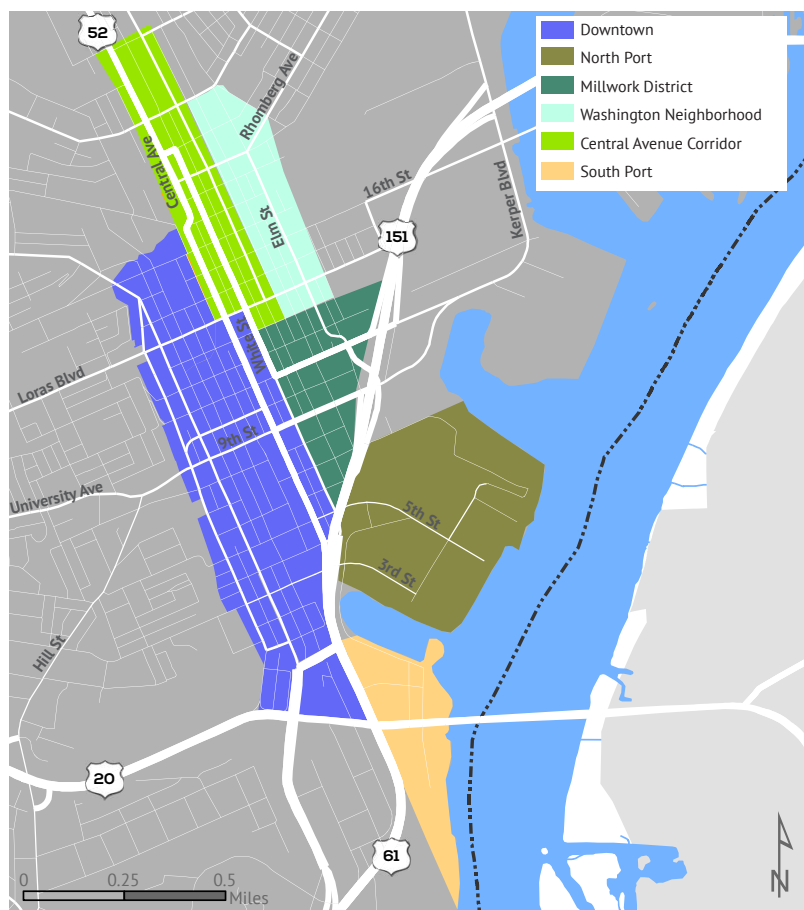 52
Downtown
North Port
Millwork District
Washington Neighborhood
Central Avenue Corridor
South Port
Rhomberg Ave
Central Ave
16th St
Kerper Blvd
Elm St
151
White St
Loras Blvd
9th St
University Ave
5th St
3rd St
Hill St
20
61
0 0.25 0.5
Miles
N